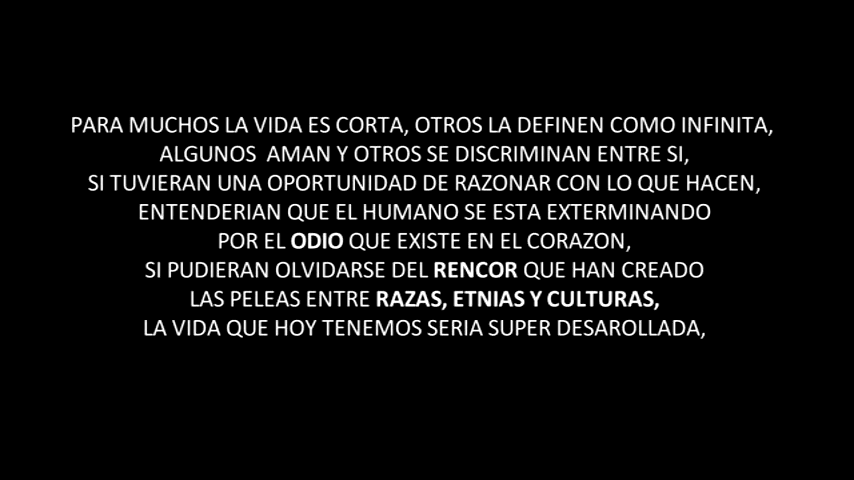 PARA MUCHOS LA VIDA ES CORTA, OTROS LA DEFINEN COMO INFINITA,
ALGUNOS  AMAN Y OTROS SE DISCRIMINAN ENTRE SI,
SI TUVIERAN UNA OPORTUNIDAD DE RAZONAR CON LO QUE HACEN,
ENTENDERIAN QUE EL HUMANO SE ESTA EXTERMINANDO
POR EL ODIO QUE EXISTE EN EL CORAZON,
SI PUDIERAN OLVIDARSE DEL RENCOR QUE HAN CREADO
LAS PELEAS ENTRE RAZAS, ETNIAS Y CULTURAS,
LA VIDA QUE HOY TENEMOS SERIA SUPER DESAROLLADA,